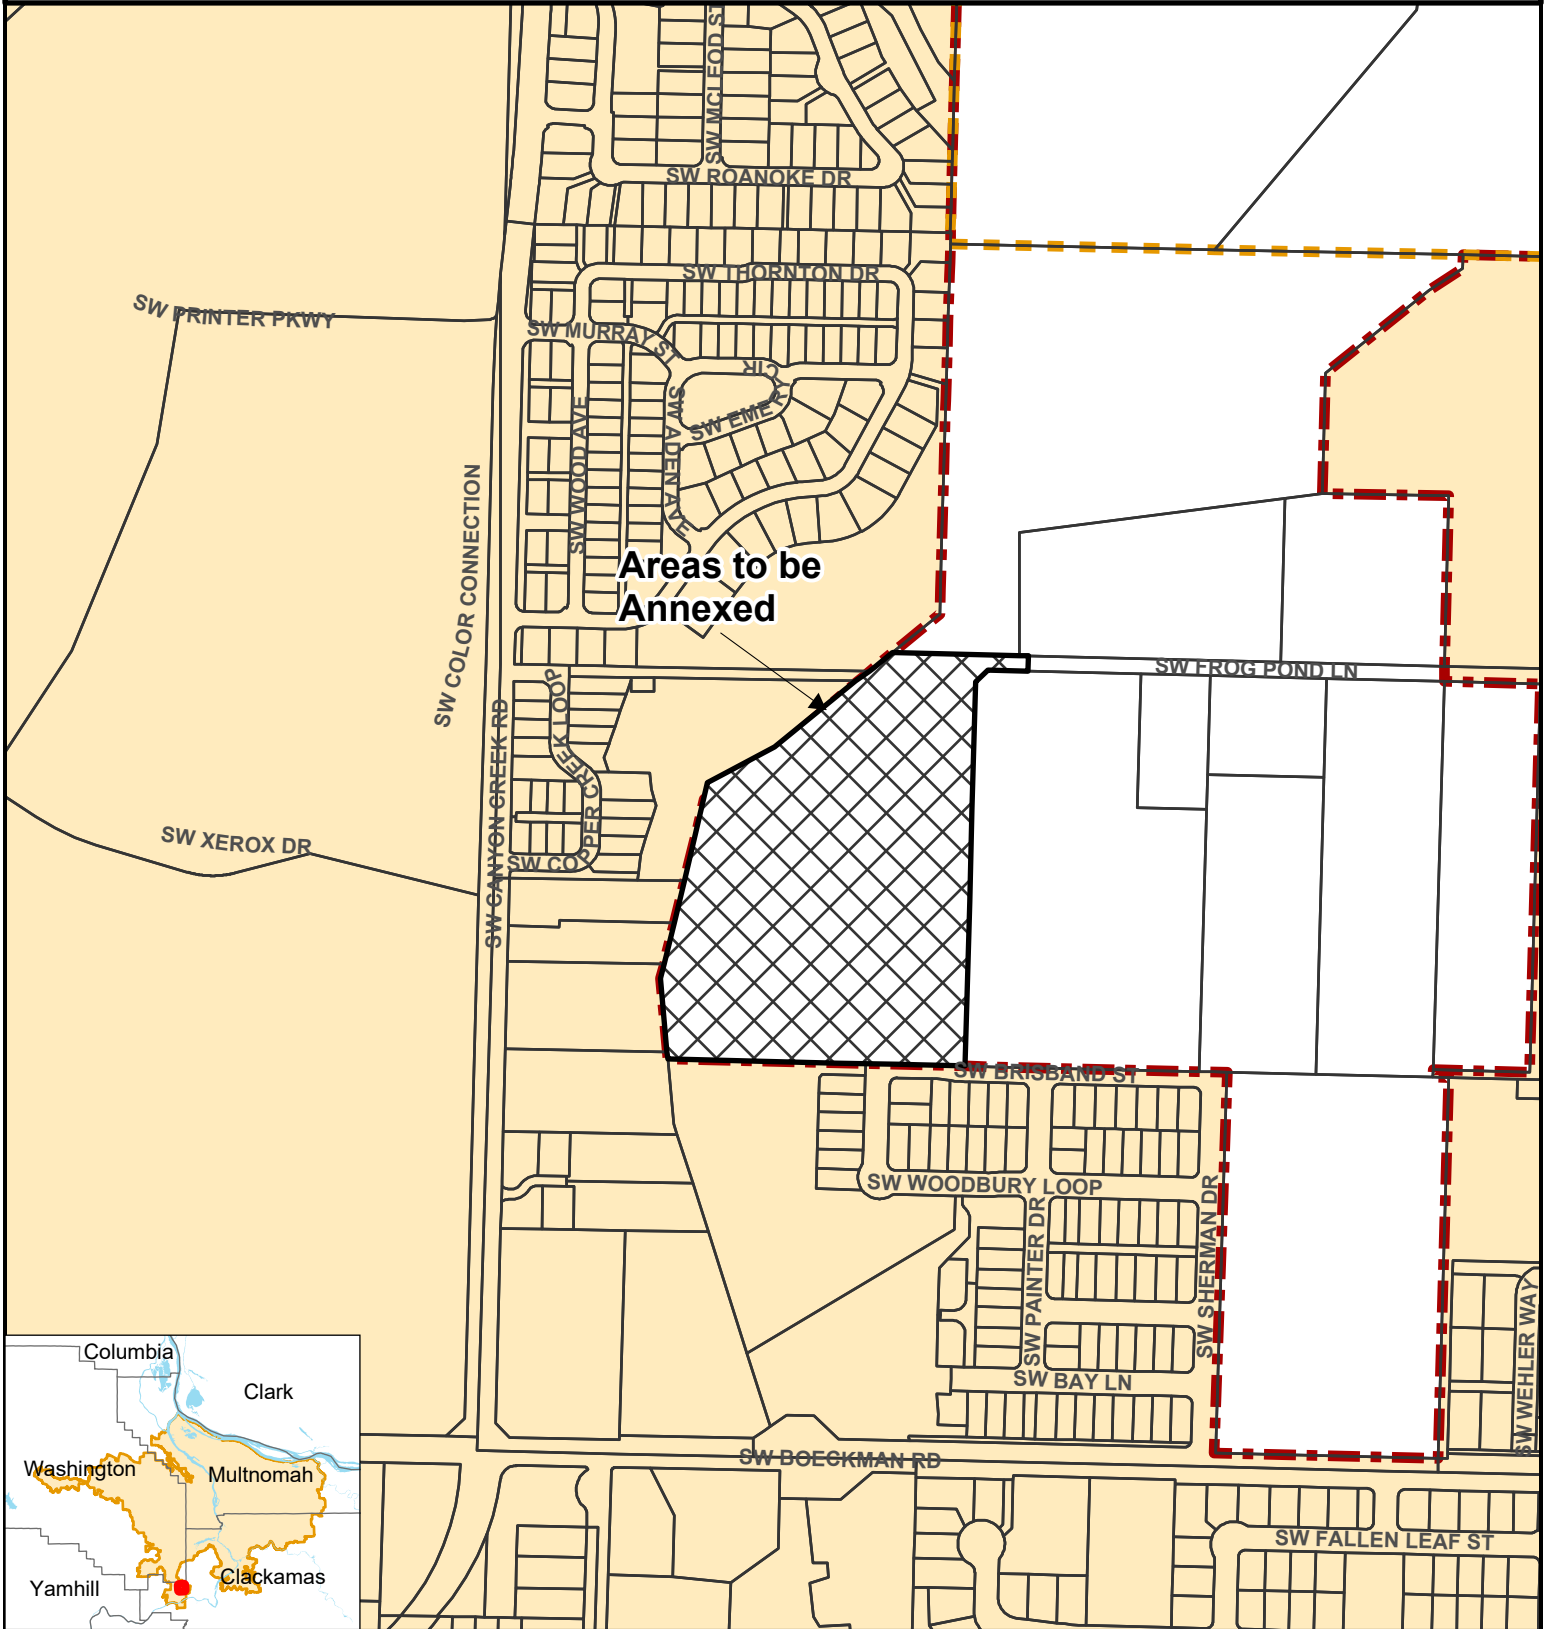 SW MCLEOD ST
SW ROANOKE DR
SW THORNTON DR
SW PRINTER PKWY
SW MURRAY ST
SW EMERY CIR
SW WOOD AVE
SW ADEN AVE
SW COLOR CONNECTION
Areas to be
Annexed
SW FROG POND LN
SW CANYON CREEK RD
SW COPPER CREEK LOOP
SW XEROX DR
SW BRISBAND ST
SW WOODBURY LOOP
SW PAINTER DR
SW SHERMAN DR
SW BAY LN
SW WEHLER WAY
SW BOECKMAN RD
SW FALLEN LEAF ST
Columbia
Clark
Washington
Multnomah
Yamhill
Clackamas